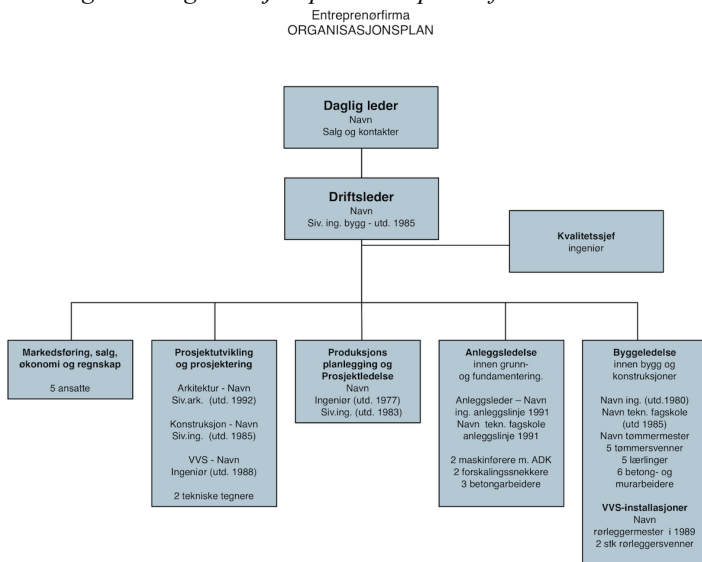 Entreprenørfirma
ORGANISASJONSPLAN
Daglig leder
Navn
Salg og kontakter
Driftsleder
Navn
Siv. ing. bygg - utd. 1985
Kvalitetssjef
ingeniør
Markedsføring, salg,
økonomi og regnskap
5 ansatte
Prosjektutvikling
og prosjektering
Arkitektur - Navn
Siv.ark. (utd. 1992)
Konstruksjon - Navn
Siv.ing. (utd. 1985)
VVS - Navn
Ingeniør (utd. 1988)
2 tekniske tegnere
Produksjons
planlegging og
Prosjektledelse
Navn
Ingeniør (utd. 1977)
Siv.ing. (utd. 1983)
Anleggsledelse
innen grunn-
og fundamentering.
Anleggsleder – Navn
ing. anleggslinje 1991
Navn tekn. fagskole
anleggslinje 1991
2 maskinførere m. ADK
2 forskalingssnekkere
3 betongarbeidere
Byggeledelse
innen bygg og
konstruksjoner
Navn ing. (utd.1980)
Navn tekn. fagskole
(utd 1985)
Navn tømmermester
5 tømmersvenner
5 lærlinger
6 betong- og
murarbeidere
VVS-installasjoner
Navn
rørleggermester i 1989
2 stk rørleggersvenner